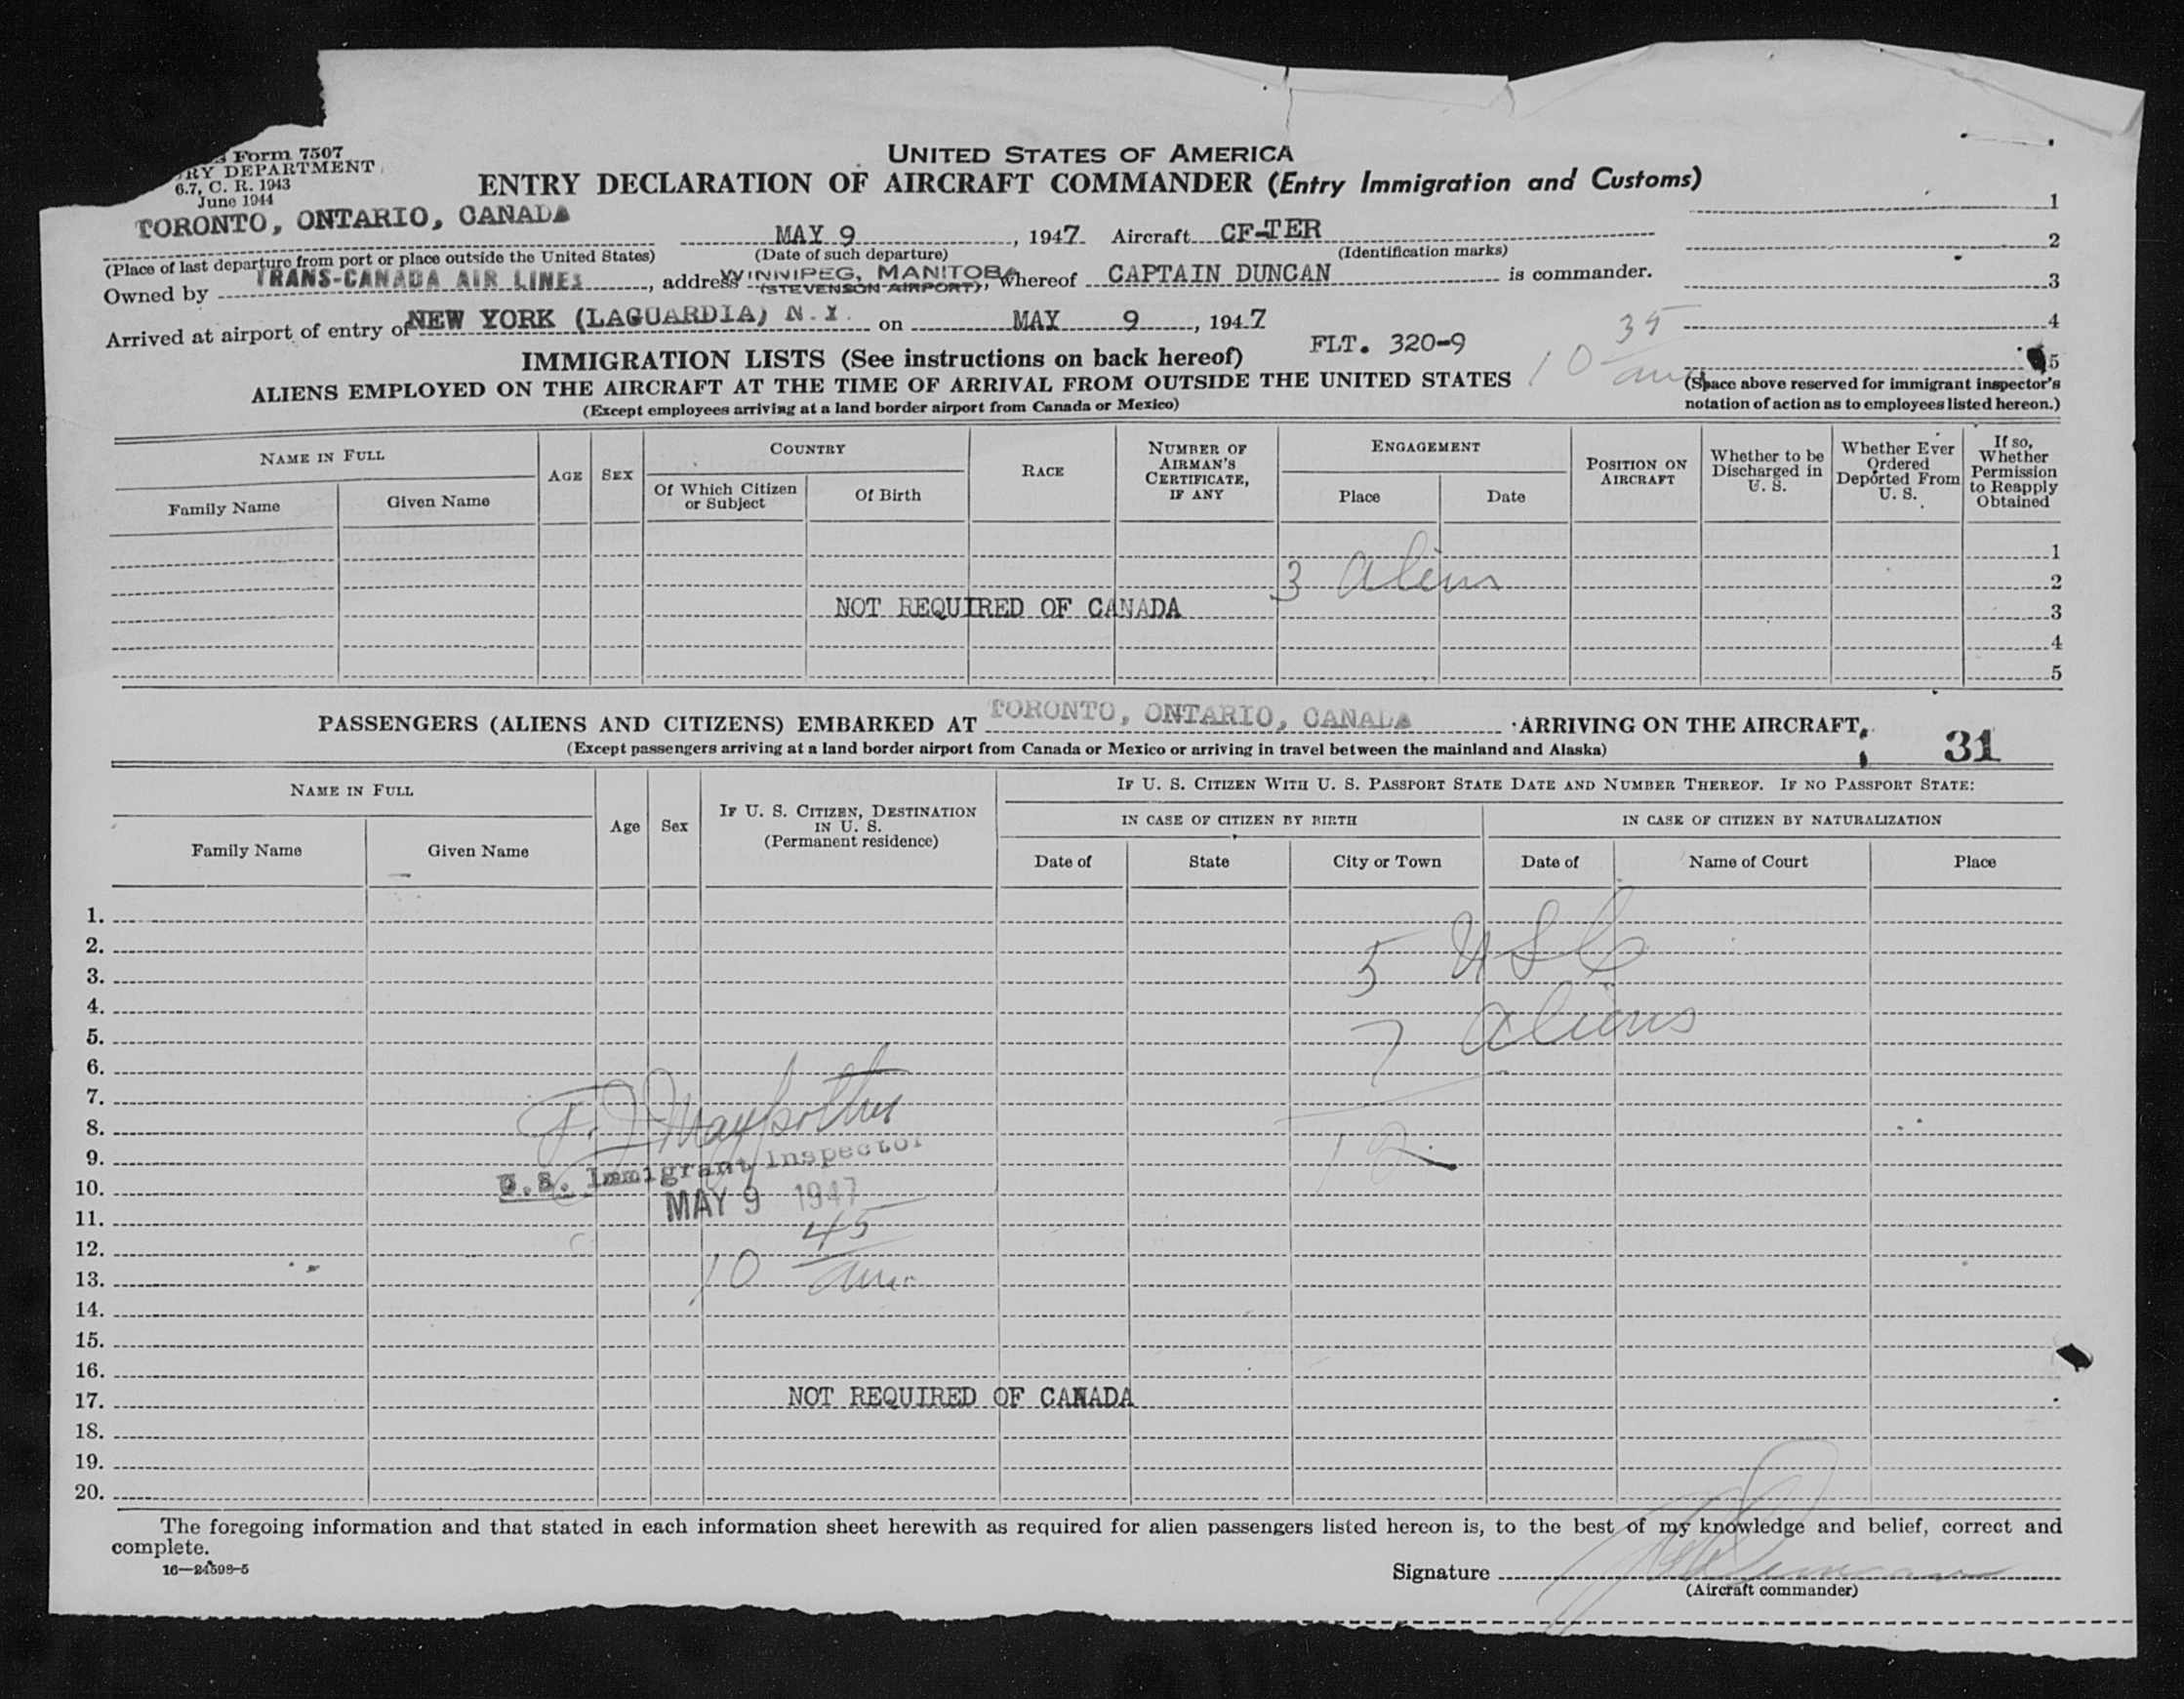 Form 7507
RY DEPARTMENT
6.7, C. R. 1943
June 1944
UNITED STATES OF AMERICA
ENTRY DECLARATION OF AIRCRAFT COMMANDER (Entry Immigration and Customs)
TORONTO, ONTARIO, CANADA MAY 9, 1947 Aircraft CF-TER
(Place of last departure from port or place outside the United States) (Date of such departure) (Identification marks)
Owned by TRANS-CANADA AIR LINES, address WINNIPEG, MANITOBA (STEVENSON AIRPORT), whereof CAPTAIN DUNCAN is commander.
Arrived at airport of entry of NEW YORK (LAGUARDIA) N.Y. on MAY 9, 1947
1
2
3
4
5
FLT. 320-9
10 35 am
IMMIGRATION LISTS (See instructions on back hereof)
ALIENS EMPLOYED ON THE AIRCRAFT AT THE TIME OF ARRIVAL FROM OUTSIDE THE UNITED STATES
(Except employees arriving at a land border airport from Canada or Mexico)
(Space above reserved for immigrant inspector's
notation of action as to employees listed hereon.)
NAME IN FULL
Family Name Given Name
AGE
SEX
COUNTRY
Of Which Citizen or Subject
Of Birth
RACE
NUMBER OF AIRMAN'S CERTIFICATE, IF ANY
ENGAGEMENT
Place Date
POSITION ON AIRCRAFT
Whether to be Discharged in U. S.
Whether Ever Ordered Deported From U. S.
If so, Whether Permission to Reapply Obtained
1
3 aliens 2
NOT REQUIRED OF CANADA 3
4
5
PASSENGERS (ALIENS AND CITIZENS) EMBARKED AT TORONTO, ONTARIO, CANADA ARRIVING ON THE AIRCRAFT
(Except passengers arriving at a land border airport from Canada or Mexico or arriving in travel between the mainland and Alaska)
31
NAME IN FULL
Family Name Given Name
Age
Sex
IF U. S. CITIZEN, DESTINATION IN U. S. (Permanent residence)
IF U. S. CITIZEN WITH U. S. PASSPORT STATE DATE AND NUMBER THEREOF. IF NO PASSPORT STATE:
IN CASE OF CITIZEN BY BIRTH IN CASE OF CITIZEN BY NATURALIZATION
Date of State City or Town Date of Name of Court Place
1.
2. 5 USC
3.
4.
5. 7 aliens
6.
7.
8. F. J.
9. 12
U.S. Immigrant Inspector
10.
MAY 9 1947
11.
12.
13. 10 45 am
14.
15.
16.
17. NOT REQUIRED OF CANADA
18.
19.
20.
The foregoing information and that stated in each information sheet herewith as required for alien passengers listed hereon is, to the best of my knowledge and belief, correct and
complete.
16—24598-5
Signature
(Aircraft commander)